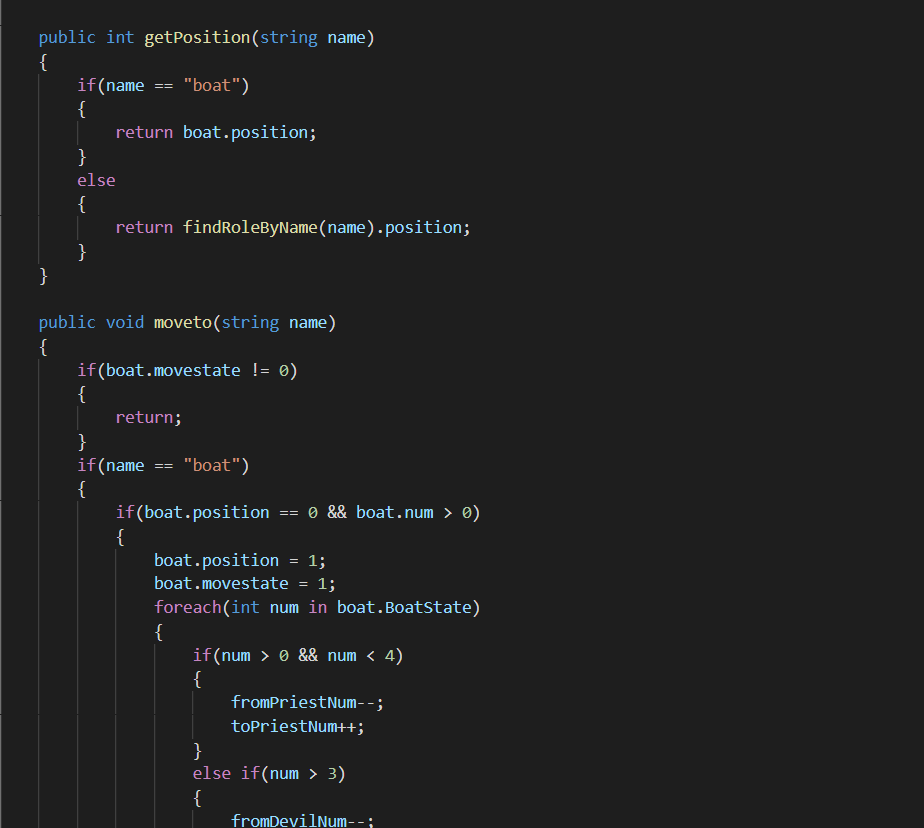 public int getPosition(string name)
{
if(name == "boat")
{
return boat.position;
}
else
{
return findRoleByName(name).position;
}
}
public void moveto(string name)
{
if(boat.movestate != 0)
{
return;
}
if(name == "boat")
{
if(boat.position == 0 && boat.num > 0)
{
boat.position = 1;
boat.movestate = 1;
foreach(int num in boat.BoatState)
{
if(num > 0 && num < 4)
{
fromPriestNum--;
toPriestNum++;
}
else if(num > 3)
{
fromDevilNum--;